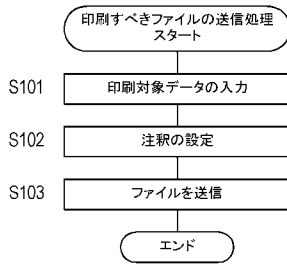 印刷すべきファイルの送信処理
スタート
S101
印刷対象データの入力
S102
注釈の設定
S103
ファイルを送信
エンド